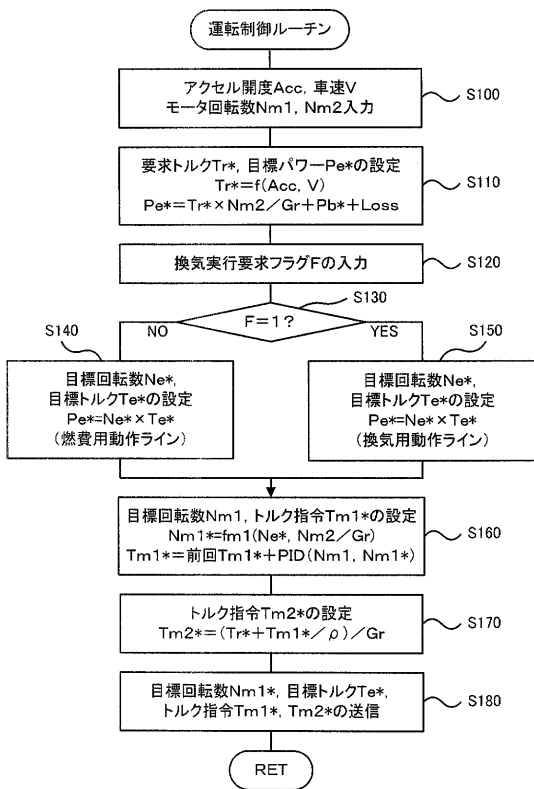 運転制御ルーチン
アクセル開度Acc, 車速V
モータ回転数Nm1, Nm2入力
S100
要求トルクTr*, 目標パワーPe*の設定
Tr*=f(Acc, V)
Pe*=Tr*×Nm2/Gr+Pb*+Loss
S110
換気実行要求フラグFの入力
S120
F=1?
S130
NO
YES
S140
目標回転数Ne*,
目標トルクTe*の設定
Pe*=Ne*×Te*
(燃費用動作ライン)
S150
目標回転数Ne*,
目標トルクTe*の設定
Pe*=Ne*×Te*
(換気用動作ライン)
目標回転数Nm1, トルク指令Tm1*の設定
Nm1*=fm1(Ne*, Nm2/Gr)
Tm1*=前回Tm1*+PID(Nm1, Nm1*)
S160
トルク指令Tm2*の設定
Tm2*=(Tr*+Tm1*/ρ)/Gr
S170
目標回転数Nm1*, 目標トルクTe*,
トルク指令Tm1*, Tm2*の送信
S180
RET